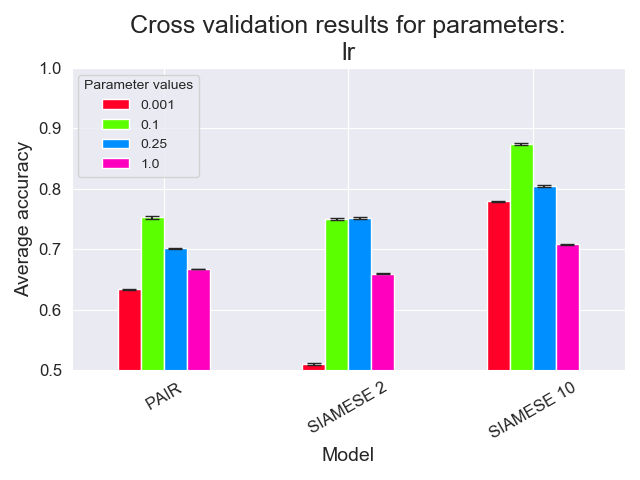 Cross validation results for parameters:
lr
Parameter values
0.001
0.1
0.25
1.0
1.0
0.9
0.8
0.7
0.6
0.5
Average accuracy
PAIR
SIAMESE 2
SIAMESE 10
Model